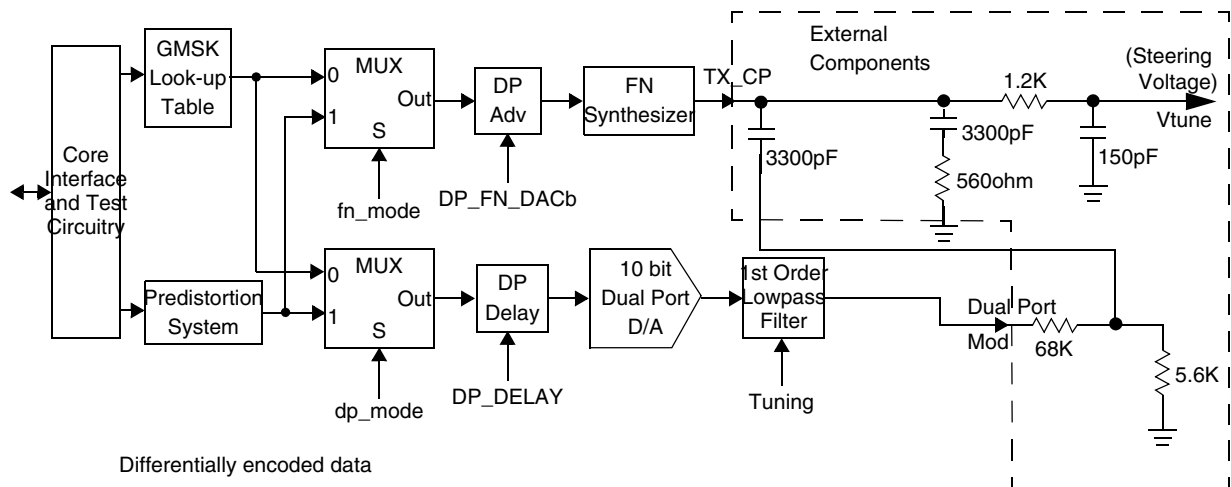 Core
Interface
and Test
Circuitry
GMSK
Look-up
Table
Predistortion
System
0
MUX
Out
1
S
fn_mode
DP
Adv
DP_FN_DACb
FN
Synthesizer
TX_CP
External
Components
3300pF
3300pF
560ohm
1.2K
150pF
(Steering
Voltage)
Vtune
0
MUX
Out
1
S
dp_mode
DP
Delay
DP_DELAY
10 bit
Dual Port
D/A
1st Order
Lowpass
Filter
Tuning
Dual Port
Mod
68K
5.6K
Differentially encoded data